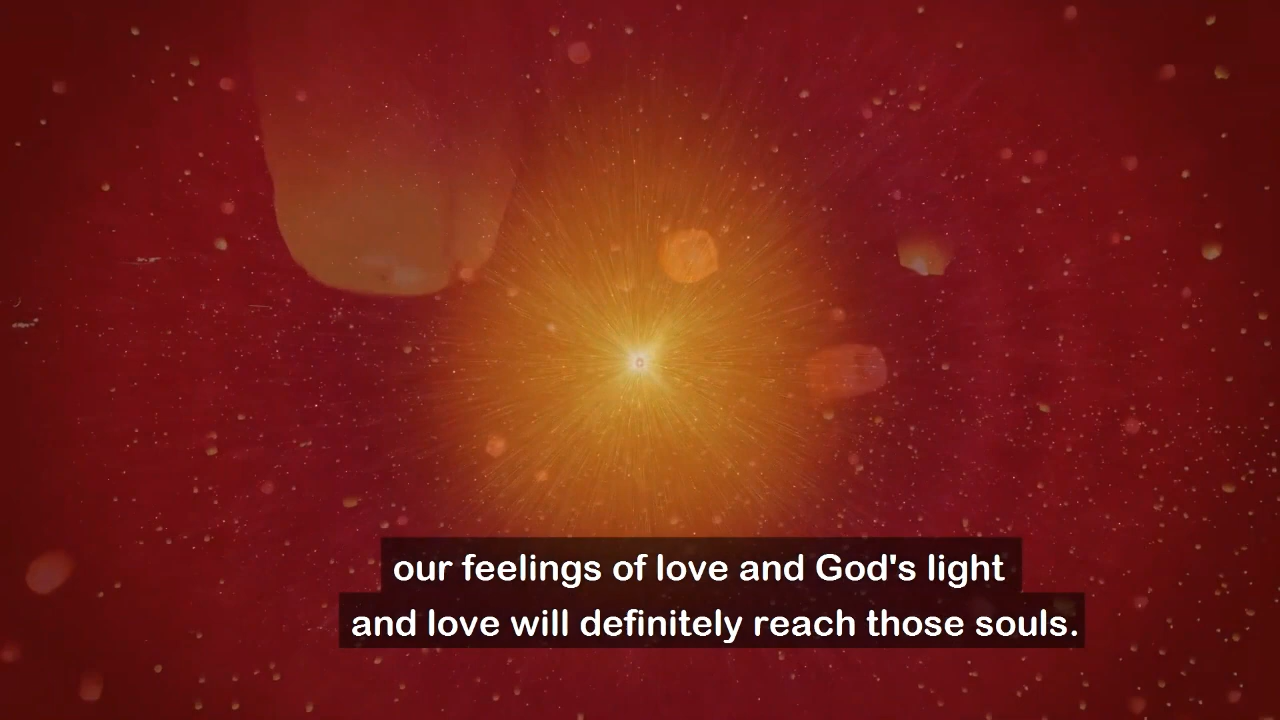 our feelings of love and God's light
and love will definitely reach those souls.